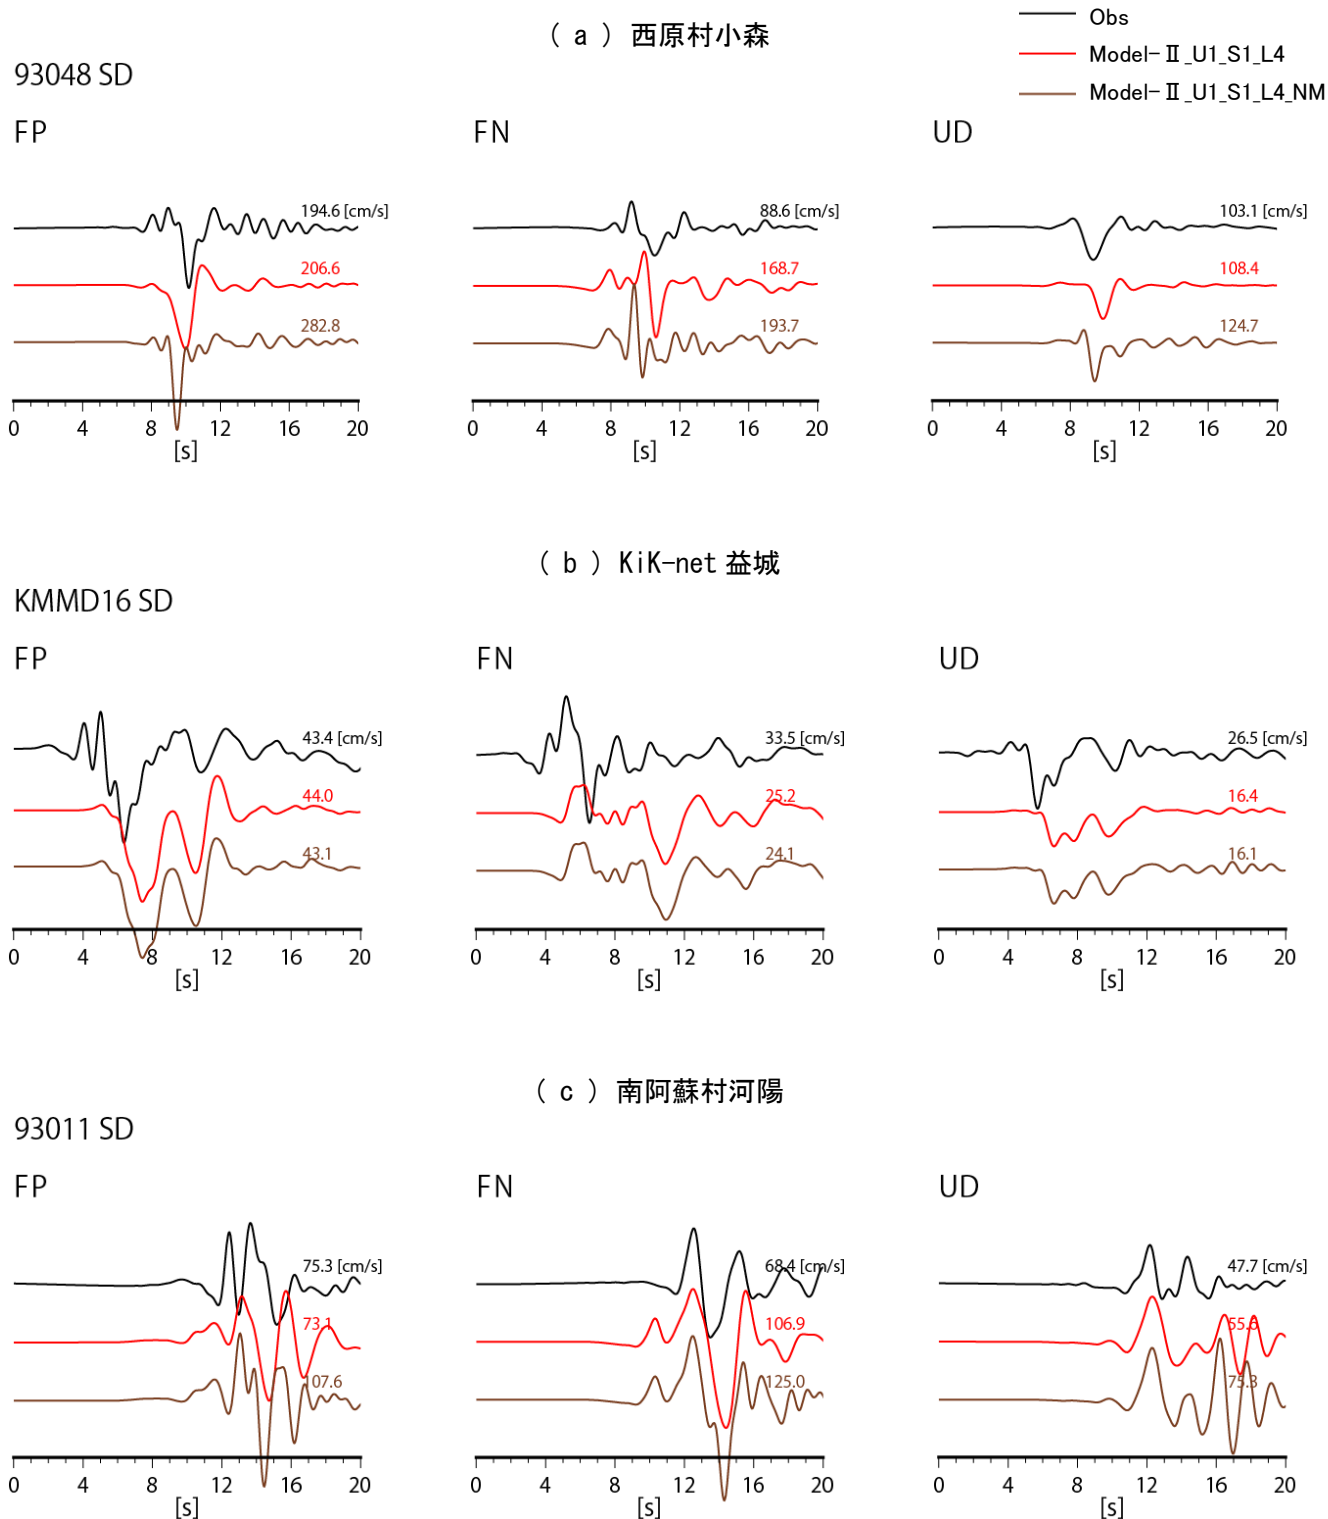 ( a ) 西原村小森
Obs
Model-Ⅱ_U1_S1_L4
Model-Ⅱ_U1_S1_L4_NM
93048 SD
FP FN UD
194.6 [cm/s] 88.6 [cm/s] 103.1 [cm/s]
206.6 168.7 108.4
282.8 193.7 124.7
0 4 8 12 16 20 0 4 8 12 16 20 0 4 8 12 16 20
[s] [s] [s]
( b ) KiK-net 益城
KMMD16 SD
FP FN UD
43.4 [cm/s] 33.5 [cm/s] 26.5 [cm/s]
44.0 25.2 16.4
43.1 24.1 16.1
0 4 8 12 16 20 0 4 8 12 16 20 0 4 8 12 16 20
[s] [s] [s]
( c ) 南阿蘇村河陽
93011 SD
FP FN UD
75.3 [cm/s] 68.4 [cm/s] 47.7 [cm/s]
73.1 106.9 55.6
107.6 125.0 75.3
0 4 8 12 16 20 0 4 8 12 16 20 0 4 8 12 16 20
[s] [s] [s]